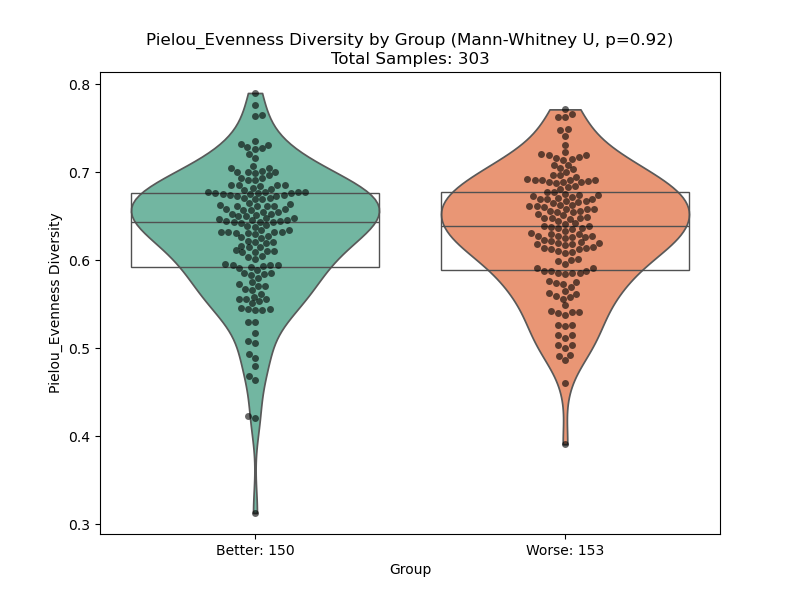 Pielou_Evenness Diversity by Group (Mann-Whitney U, p=0.92)
Total Samples: 303
Pielou_Evenness Diversity
0.8
0.7
0.6
0.5
0.4
0.3
Better: 150
Worse: 153
Group